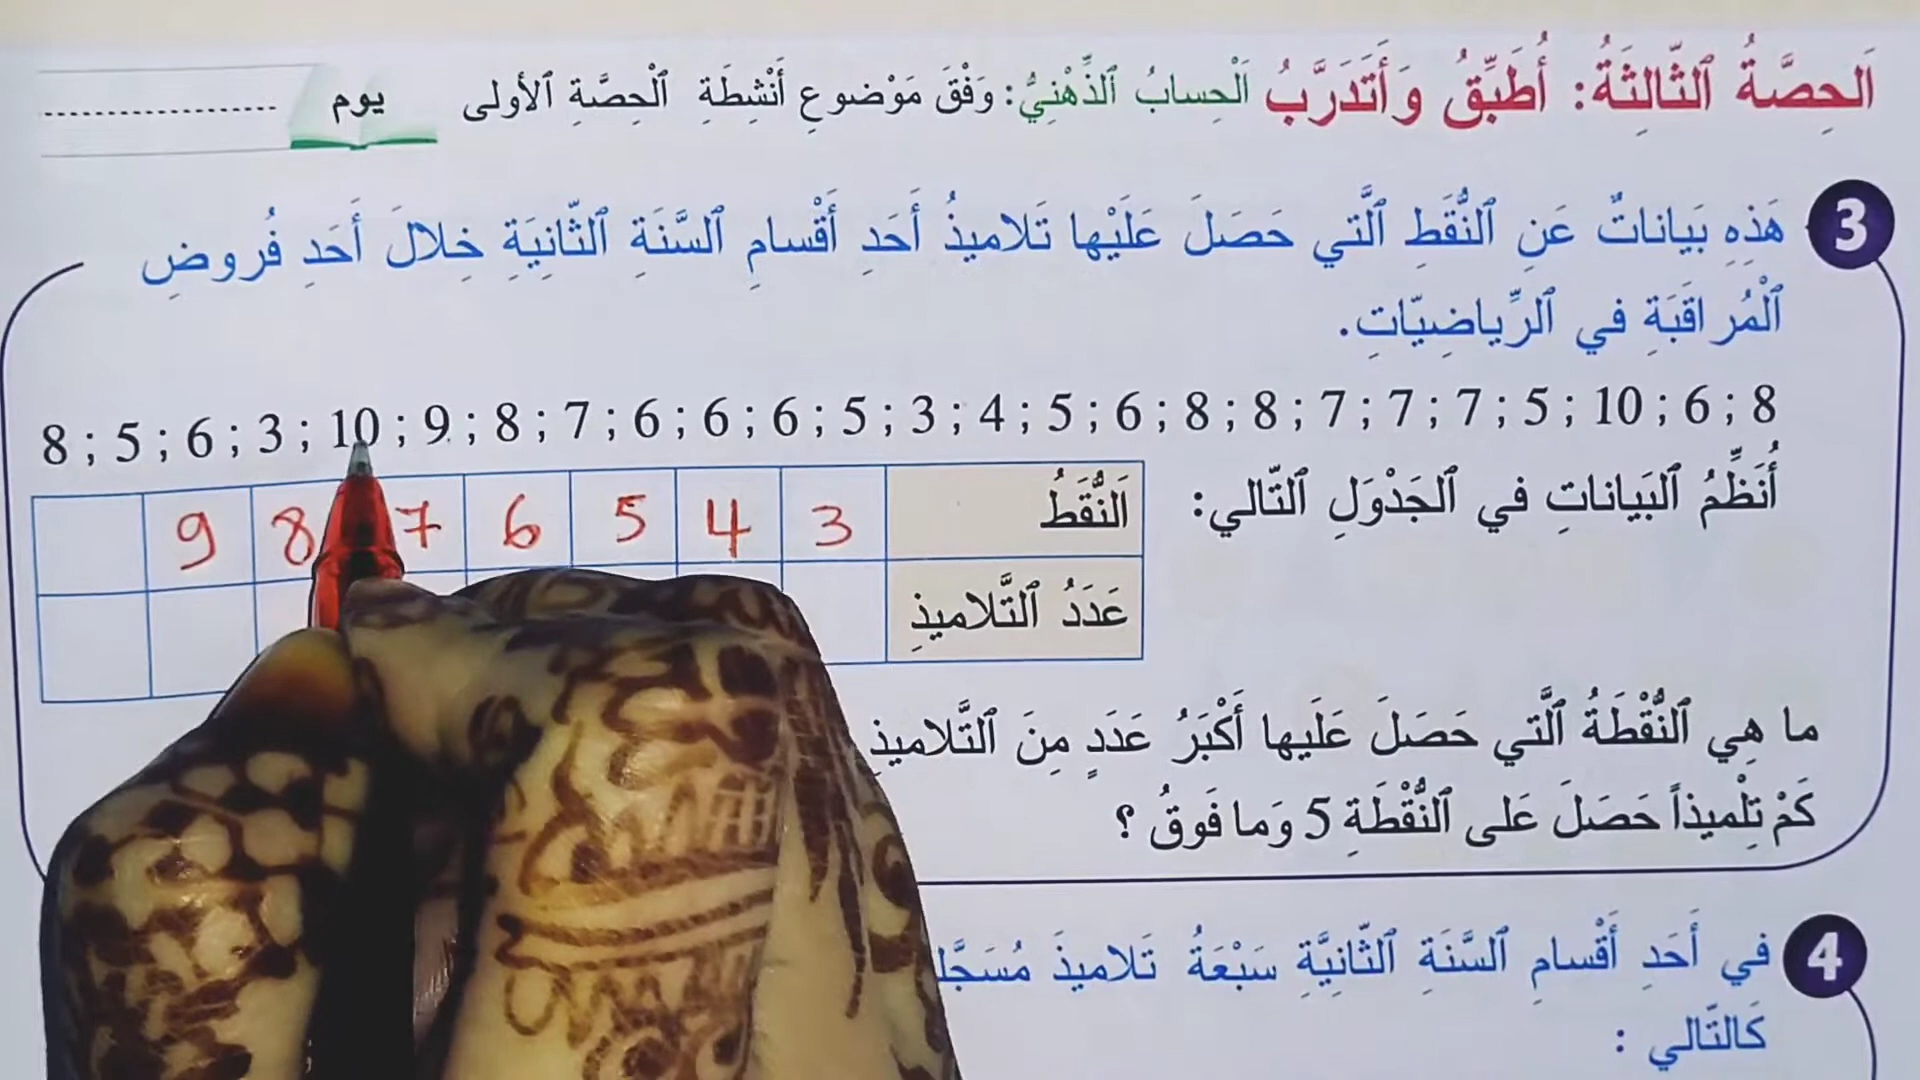 اَلحِصَّةُ ٱلثّالِثَةُ: أُطَبِّقُ وَأَتَدَرَّبُ اَلْحِسابُ ٱلذِّهْنِيُّ: وَفْقَ مَوْضوعِ أَنْشِطَةِ ٱلْحِصَّةِ ٱلأولى يوم ..............................
3 هَذِهِ بَياناتٌ عَنِ ٱلنُّقَطِ ٱلَّتي حَصَلَ عَلَيْها تَلاميذُ أَحَدِ أَقْسامِ ٱلسَّنَةِ ٱلثّانِيَةِ خِلالَ أَحَدِ فُروضِ
ٱلْمُراقَبَةِ في ٱلرِّياضِيّاتِ.
8 ; 5 ; 6 ; 3 ; 10 ; 9 ; 8 ; 7 ; 6 ; 6 ; 6 ; 5 ; 3 ; 4 ; 5 ; 6 ; 8 ; 8 ; 7 ; 7 ; 7 ; 5 ; 10 ; 6 ; 8
أُنَظِّمُ ٱلبَياناتِ في ٱلجَدْوَلِ ٱلتّالي:
اَلنُّقَطُ 3 4 5 6 7 8 9
عَدَدُ ٱلتَّلاميذِ
ما هِي ٱلنُّقْطَةُ ٱلَّتي حَصَلَ عَلَيها أَكْبَرُ عَدَدٍ مِنَ ٱلتَّلاميذِ
كَمْ تِلْميذاً حَصَلَ عَلى ٱلنُّقْطَةِ 5 وَما فَوقُ ؟
4 في أَحَدِ أَقْسامِ ٱلسَّنَةِ ٱلثّانِيَّةِ سَبْعَةُ تَلاميذَ
كَالتّالي :